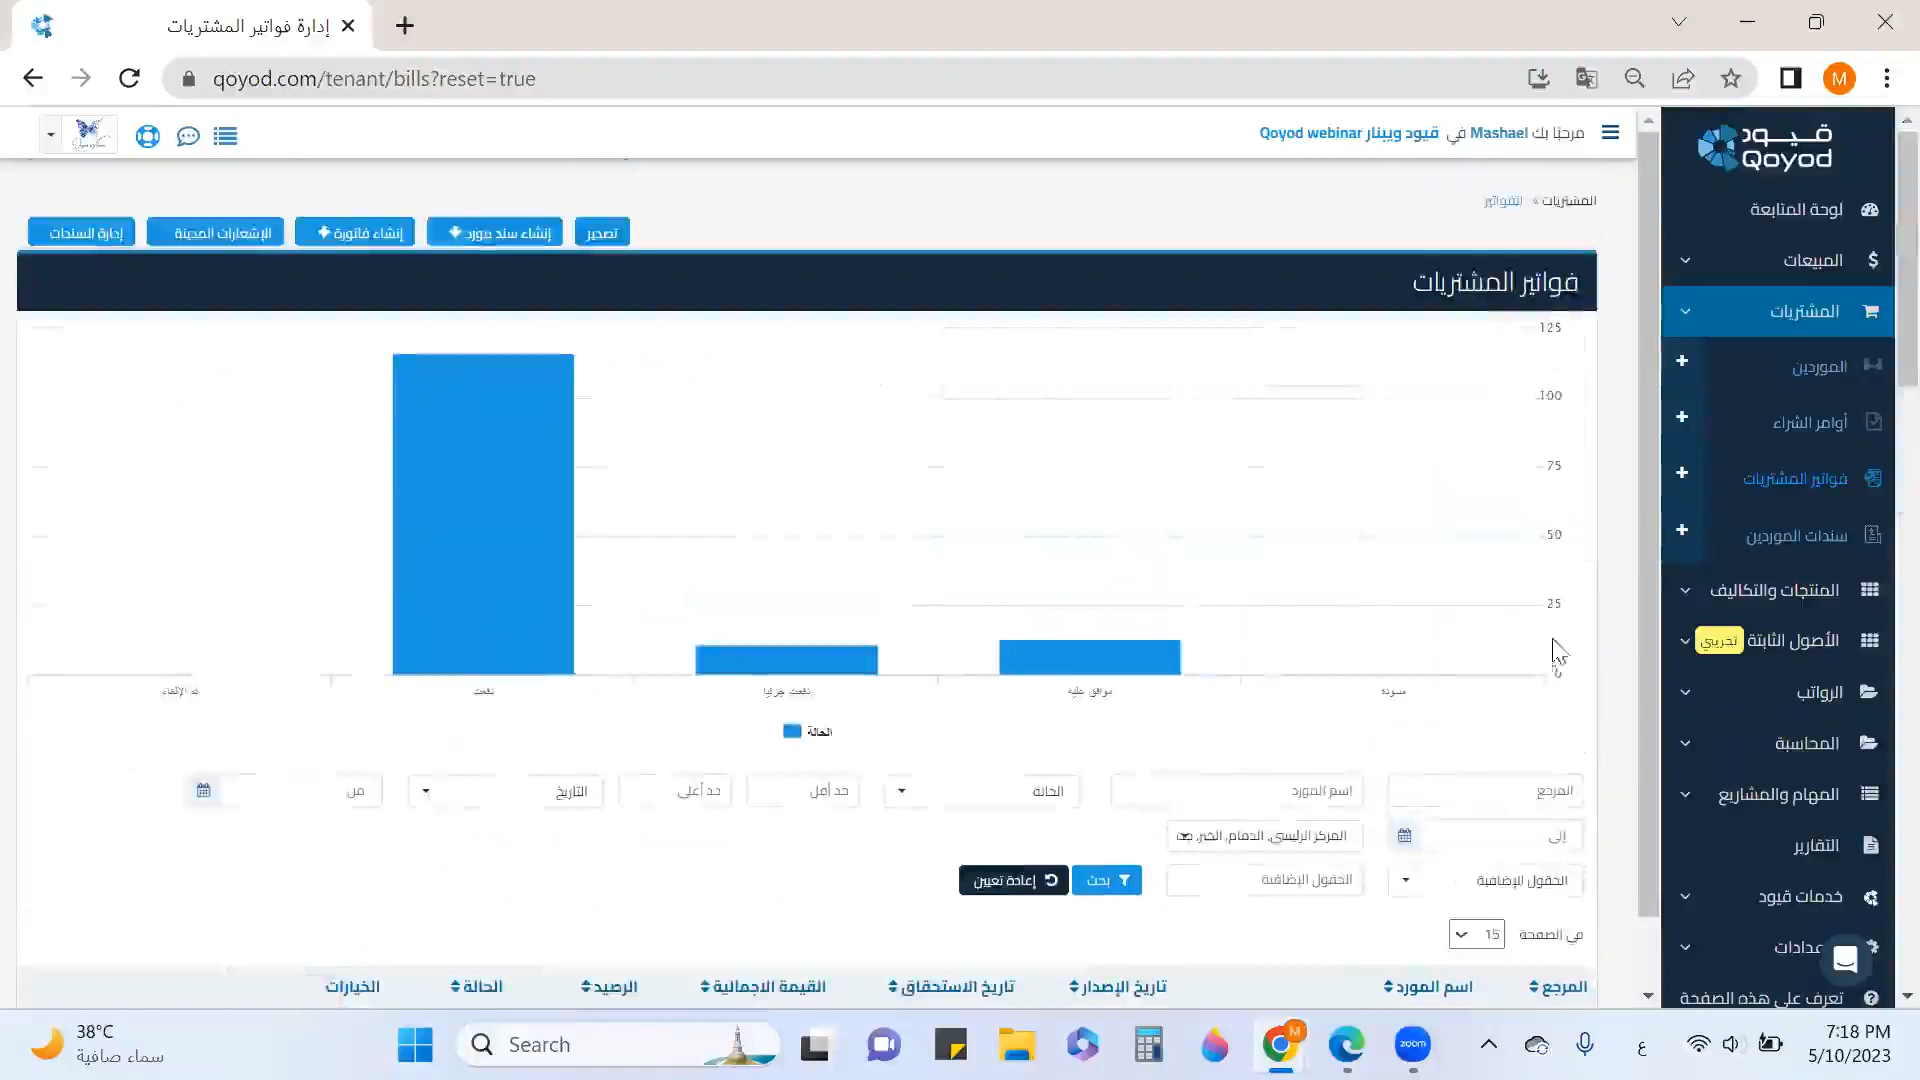 إدارة فواتير المشتريات
qoyod.com/tenant/bills?reset=true
M
مرحبًا بك Mashael في قيود ويبنار Qoyod webinar
قيود
Qoyod
المشتريات » الفواتير
تصدير
إنشاء سند مورد
إنشاء فاتورة
الإشعارات المدينة
إدارة السندات
فواتير المشتريات
125
100
75
50
25
0
مسودة
موافق عليه
دفعت جزئيا
دفعت
تم الإلغاء
الحالة
المرجع
اسم المورد
الحالة
حد أقل
حد أعلى
التاريخ
من
إلى
المركز الرئيسي, الدمام, الخبر,
الحقول الإضافية
الحقول الإضافية
بحث
إعادة تعيين
في الصفحة
15
المرجع
اسم المورد
تاريخ الإصدار
تاريخ الاستحقاق
القيمة الاجمالية
الرصيد
الحالة
الخيارات
لوحة المتابعة
المبيعات
المشتريات
الموردين
أوامر الشراء
فواتير المشتريات
سندات الموردين
المنتجات والتكاليف
الأصول الثابتة تجريبي
الرواتب
المحاسبة
المهام والمشاريع
التقارير
خدمات قيود
تعرف على هذه الصفحة
38°C
سماء صافية
Search
M
zoom
ع
7:18 PM
5/10/2023